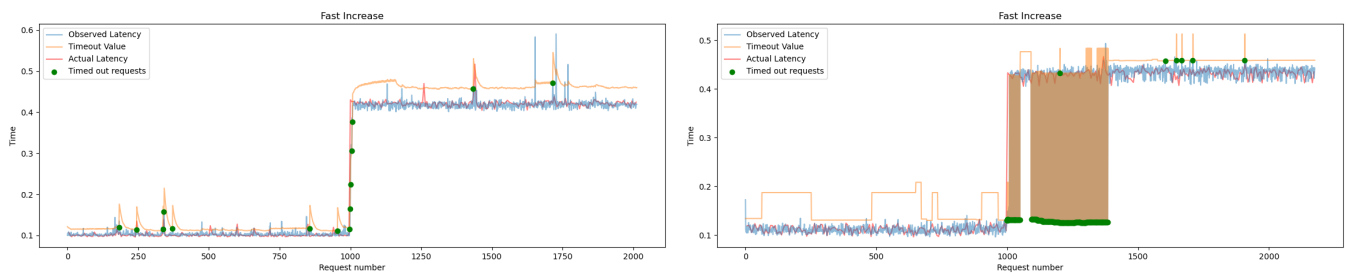 Fast Increase
Observed Latency
Timeout Value
Actual Latency
Timed out requests
0.6
0.5
0.4
0.3
0.2
0.1
Time
0
250
500
750
1000
1250
1500
1750
2000
Request number
Fast Increase
Observed Latency
Timeout Value
Actual Latency
Timed out requests
0.5
0.4
0.3
0.2
0.1
Time
0
500
1000
1500
2000
Request number